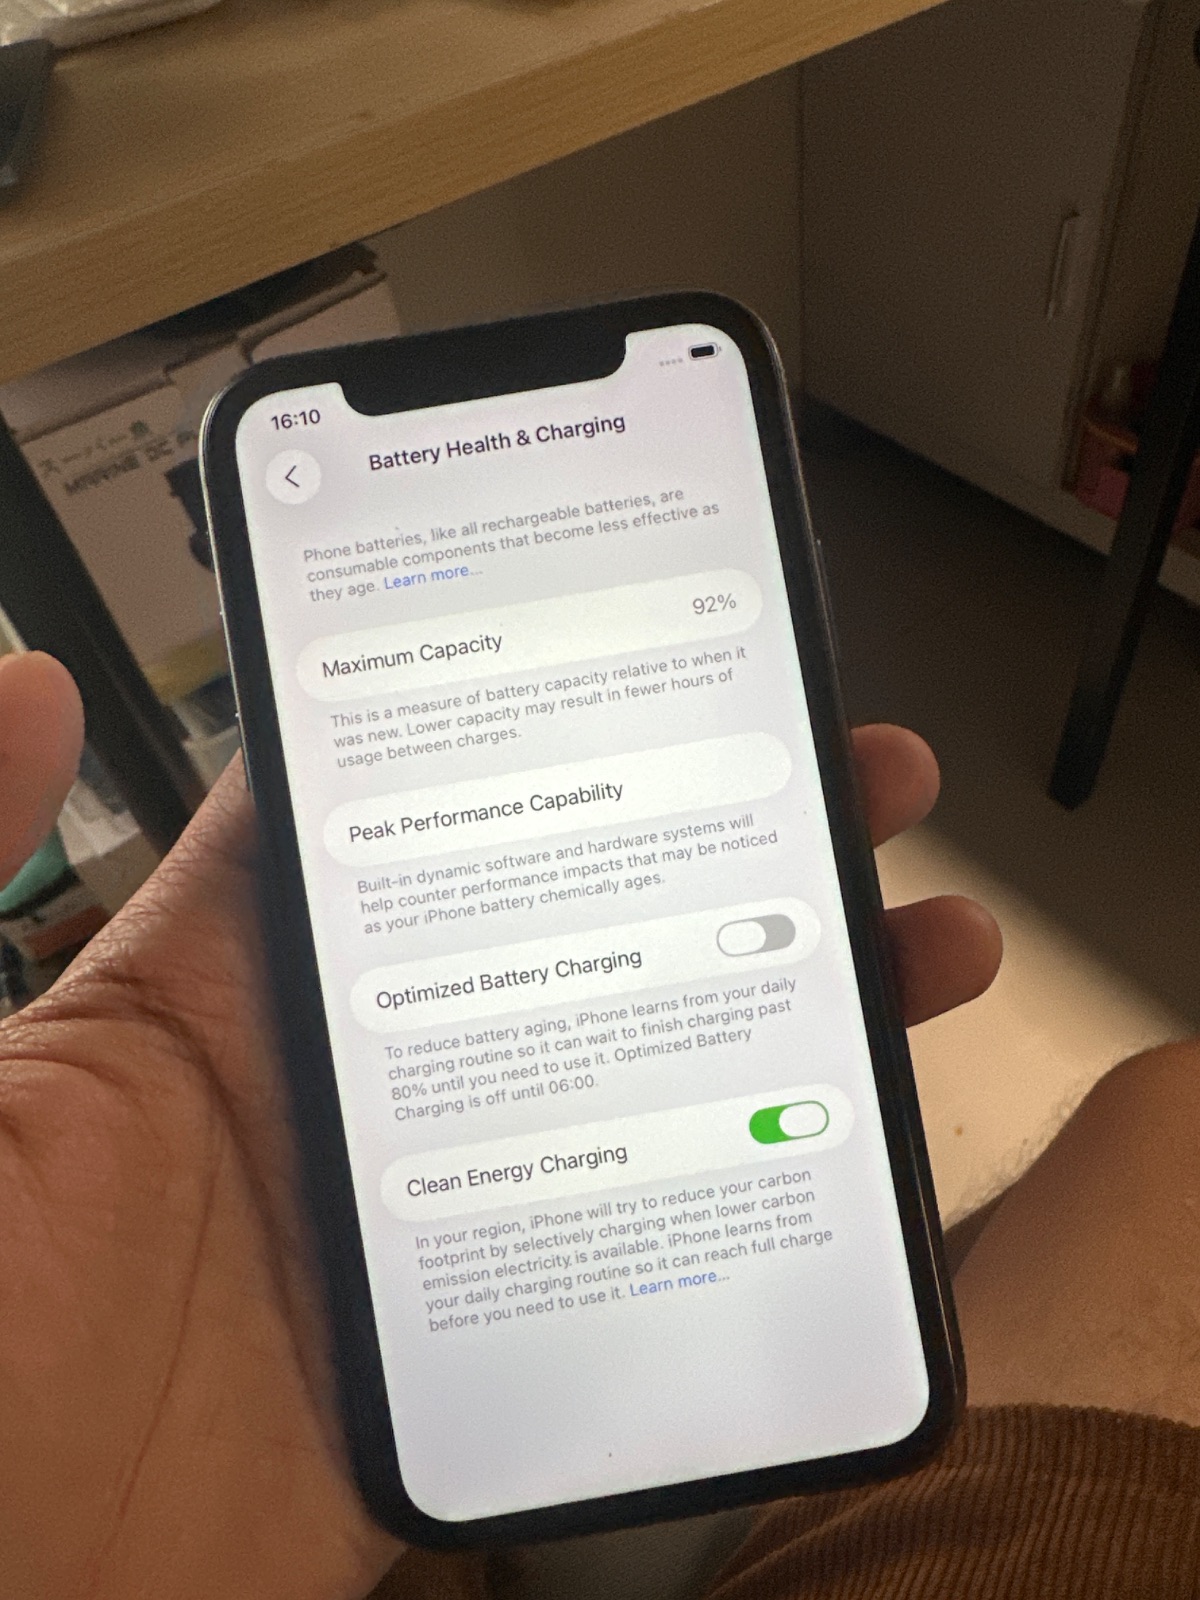 16:10
Battery Health & Charging
Phone batteries, like all rechargeable batteries, are
consumable components that become less effective as
they age. Learn more...
Maximum Capacity 92%
This is a measure of battery capacity relative to when it
was new. Lower capacity may result in fewer hours of
usage between charges.
Peak Performance Capability
Built-in dynamic software and hardware systems will
help counter performance impacts that may be noticed
as your iPhone battery chemically ages.
Optimized Battery Charging
To reduce battery aging, iPhone learns from your daily
charging routine so it can wait to finish charging past
80% until you need to use it. Optimized Battery
Charging is off until 06:00.
Clean Energy Charging
In your region, iPhone will try to reduce your carbon
footprint by selectively charging when lower carbon
emission electricity is available. iPhone learns from
your daily charging routine so it can reach full charge
before you need to use it. Learn more...